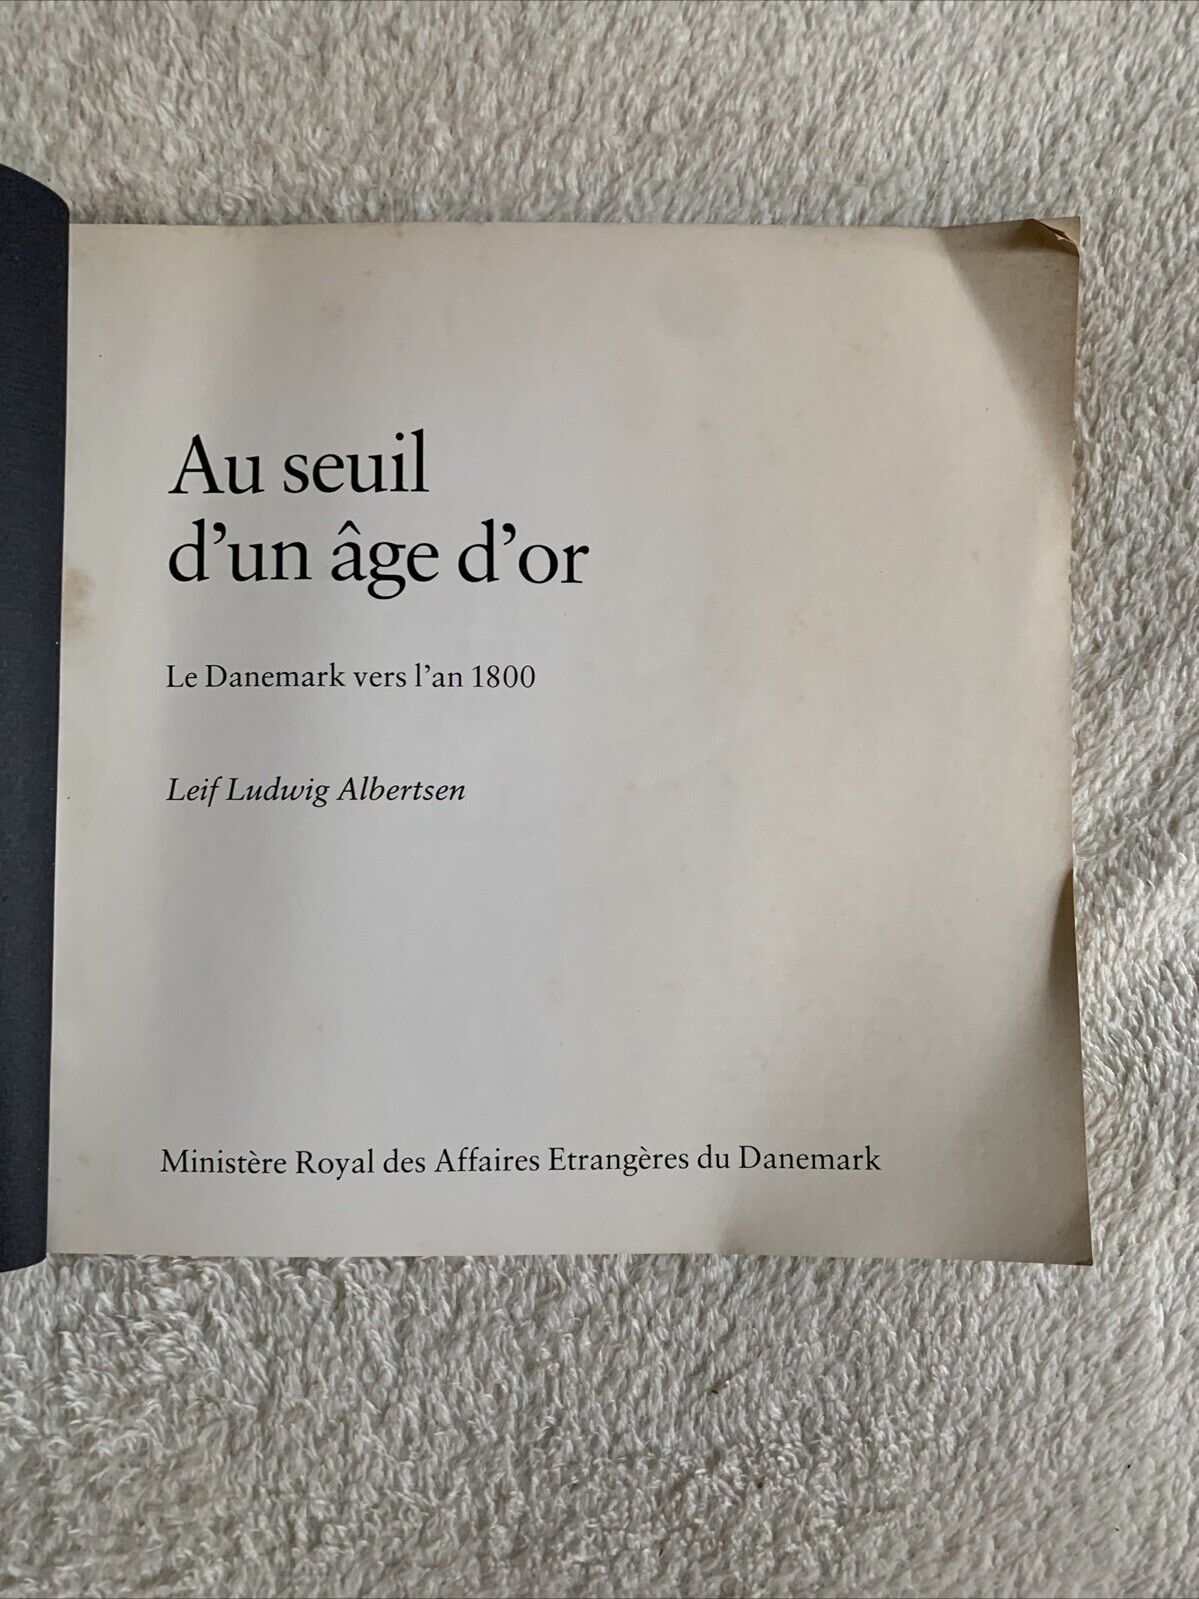 Au seuil
d’un âge d’or
Le Danemark vers l’an 1800
Leif Ludwig Albertsen
Ministère Royal des Affaires Etrangères du Danemark